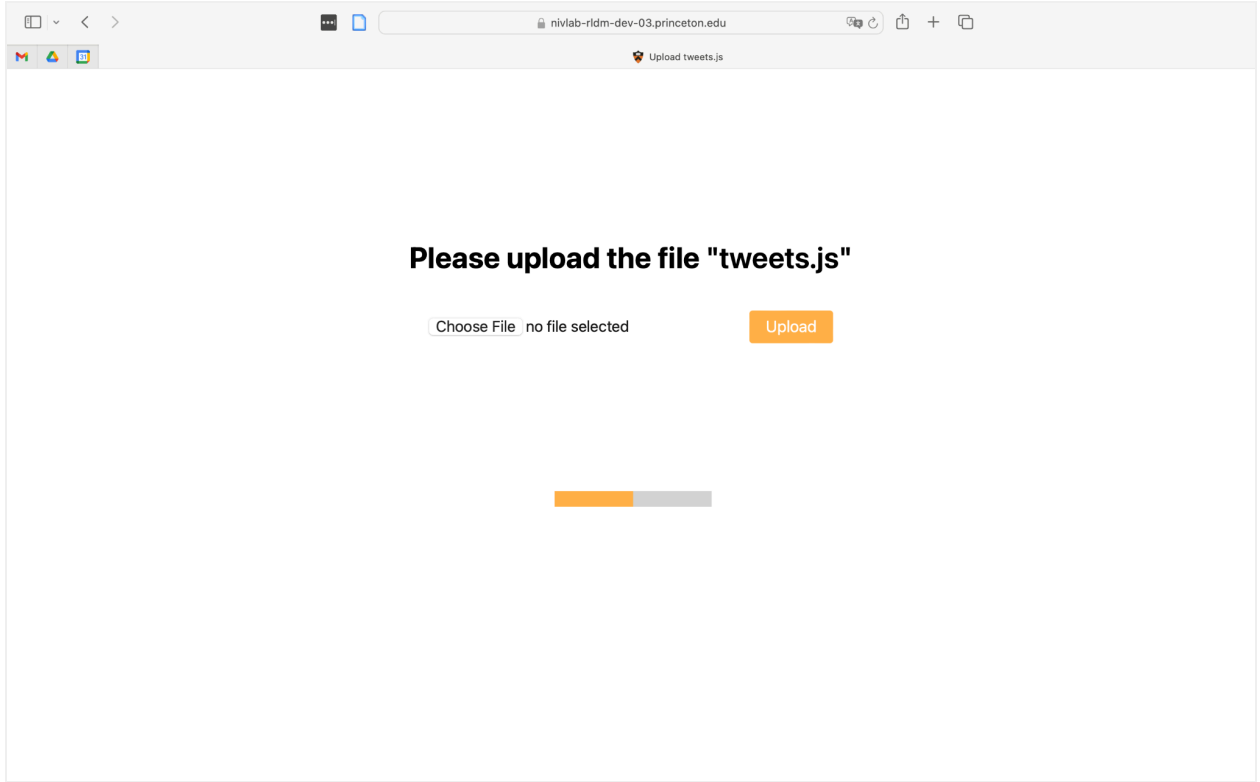 nivlab-rldm-dev-03.princeton.edu
31
Upload tweets.js
Please upload the file "tweets.js"
Choose File no file selected Upload